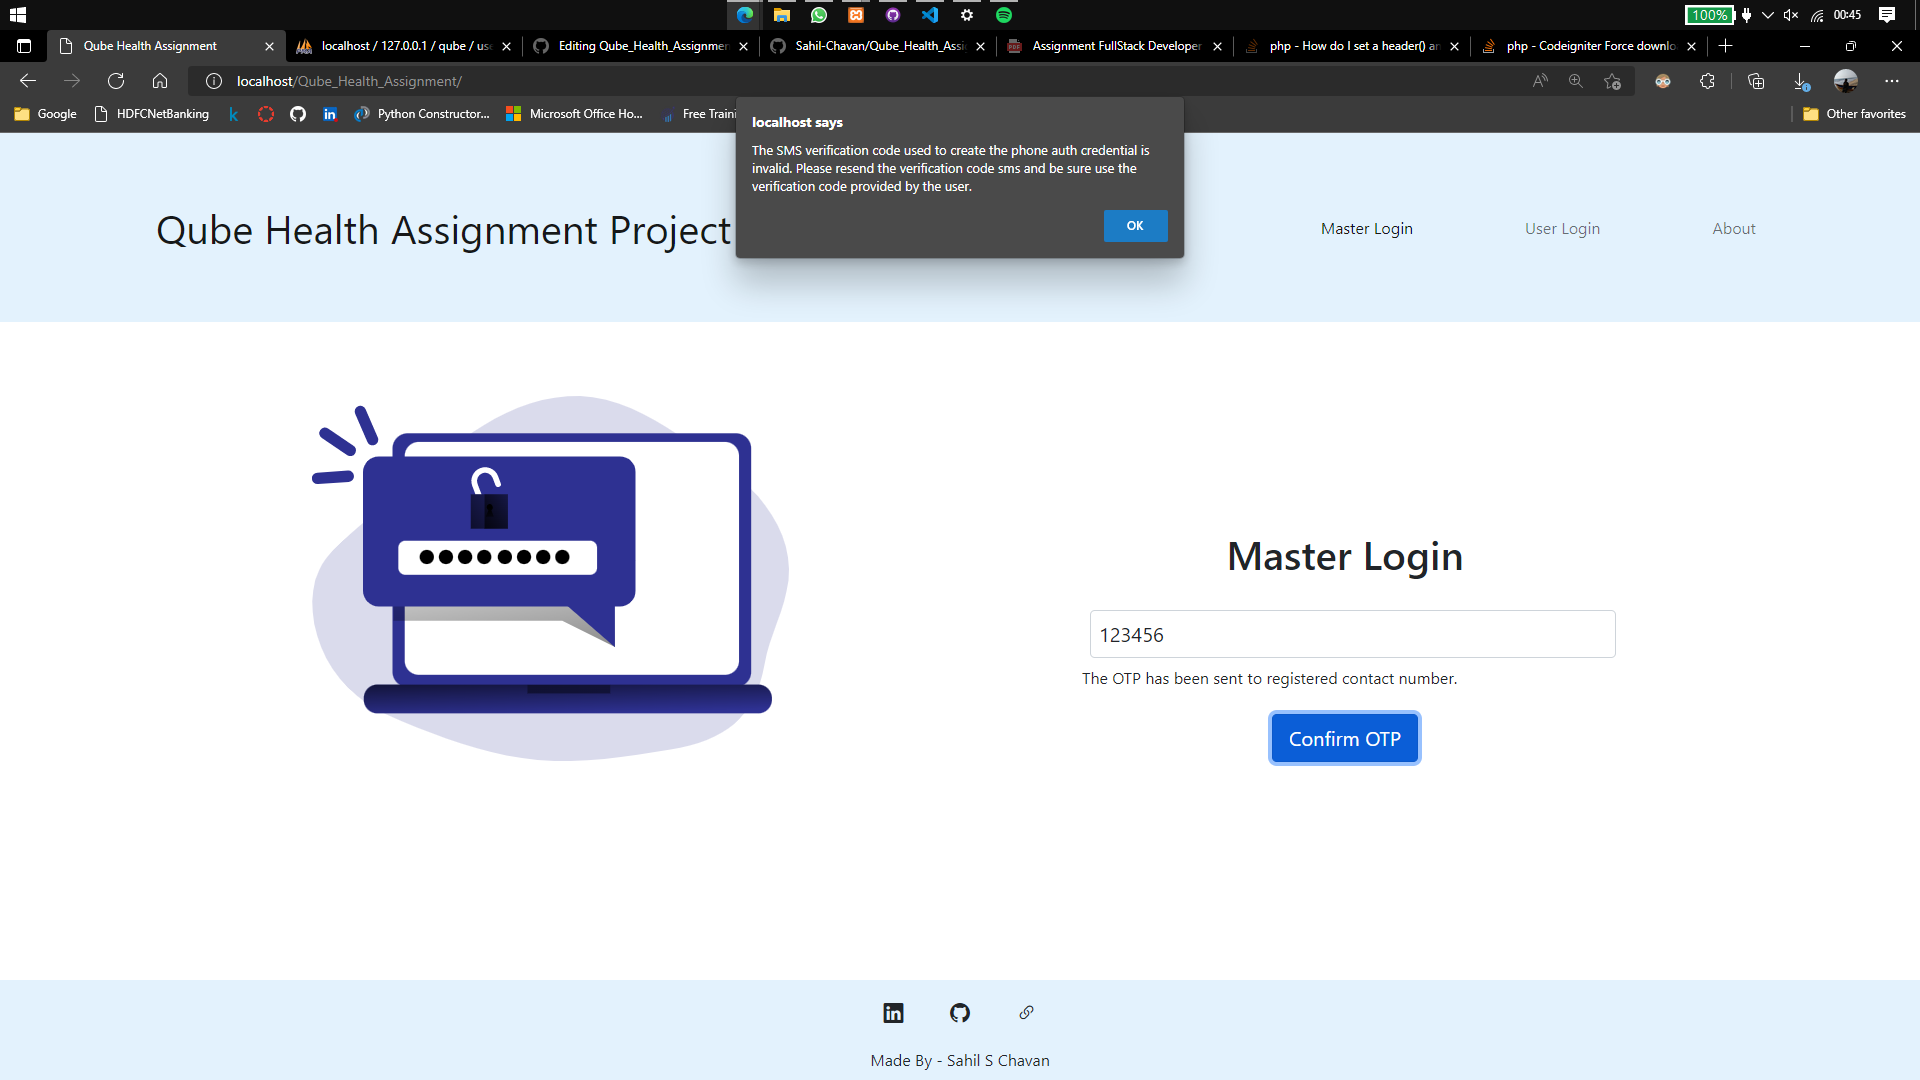 100%
00:45
Qube Health Assignment
localhost / 127.0.0.1 / qube / us
Editing Qube_Health_Assignmen
Sahil-Chavan/Qube_Health_Assi
Assignment FullStack Developer
php - How do I set a header() a
php - Codeigniter Force downlo
localhost/Qube_Health_Assignment/
Google
HDFCNetBanking
Python Constructor...
Microsoft Office Ho...
Free Traini
Other favorites
localhost says
The SMS verification code used to create the phone auth credential is
invalid. Please resend the verification code sms and be sure use the
verification code provided by the user.
OK
Qube Health Assignment Project
Master Login
User Login
About
Master Login
123456
The OTP has been sent to registered contact number.
Confirm OTP
Made By - Sahil S Chavan